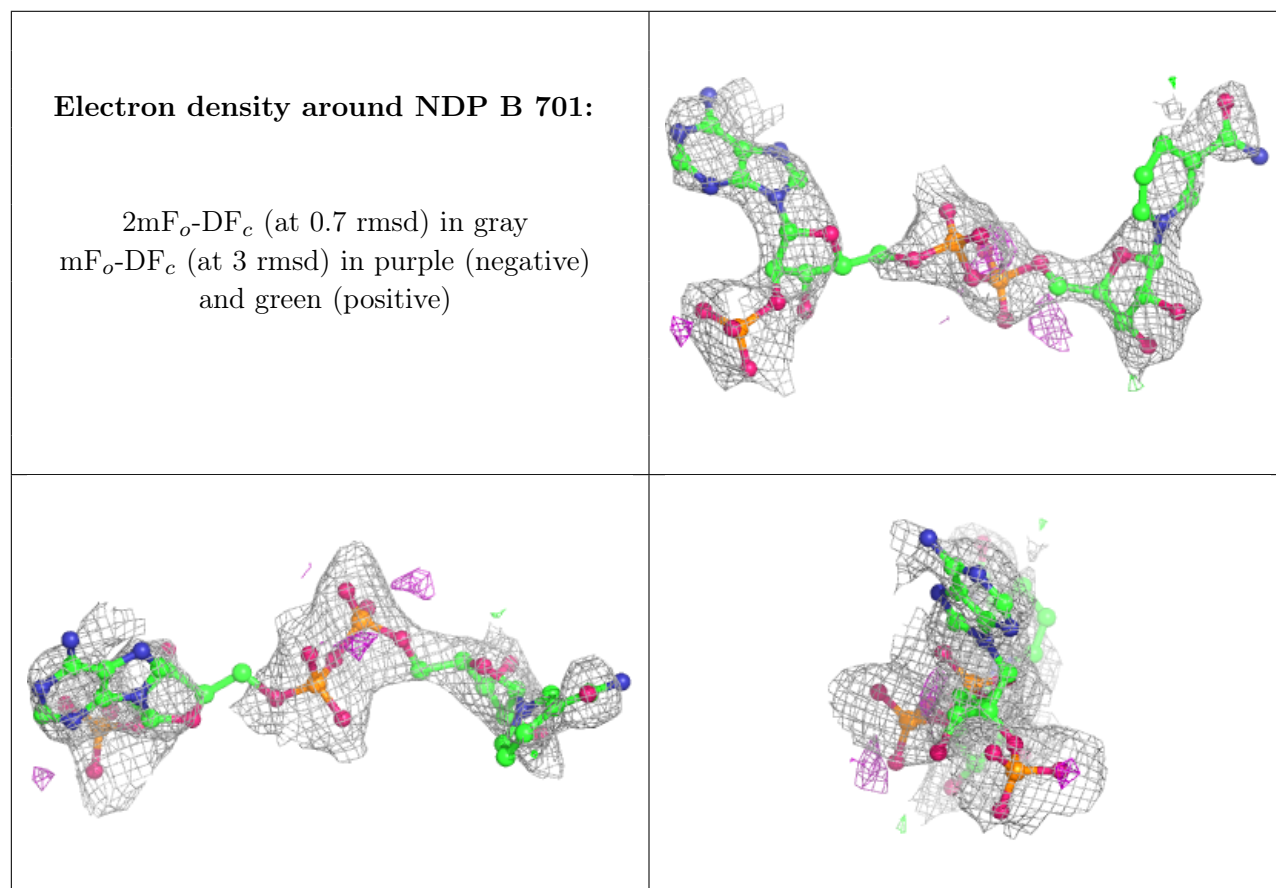 Electron density around NDP B 701:
2mFo-DFc (at 0.7 rmsd) in gray
mFo-DFc (at 3 rmsd) in purple (negative)
and green (positive)